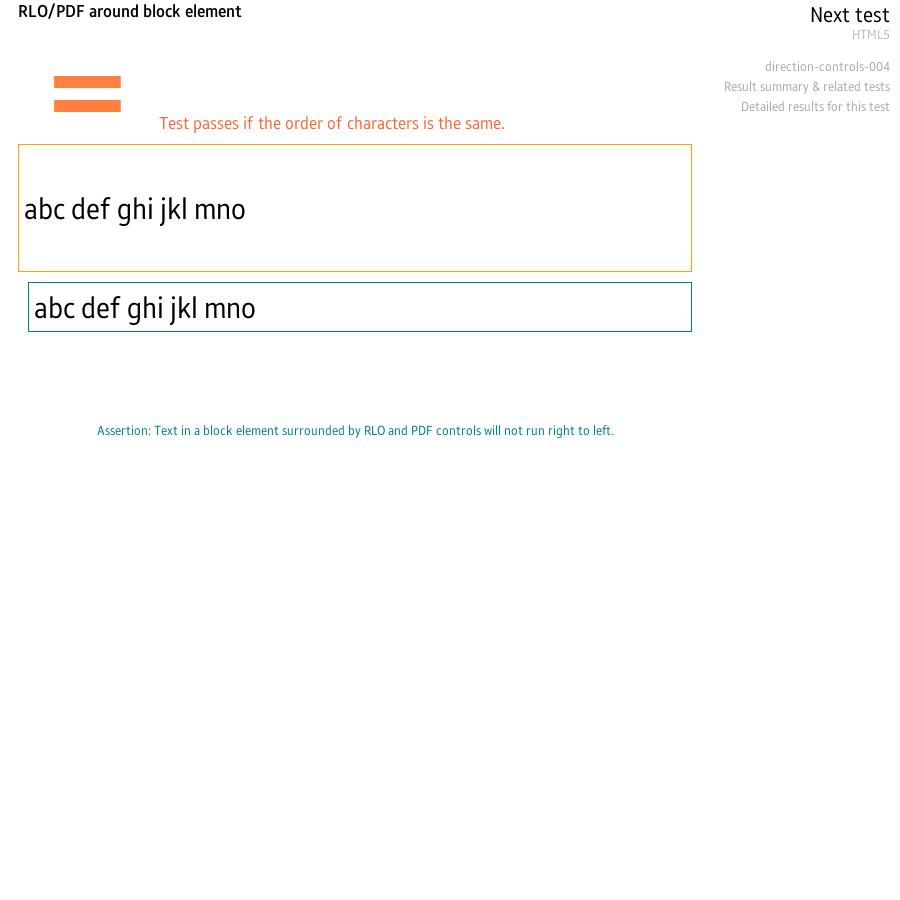 RLO/PDF around block element
Next test
HTML5
direction-controls-004
Result summary & related tests
Detailed results for this test
Test passes if the order of characters is the same.
abc def ghi jkl mno
abc def ghi jkl mno
Assertion: Text in a block element surrounded by RLO and PDF controls will not run right to left.